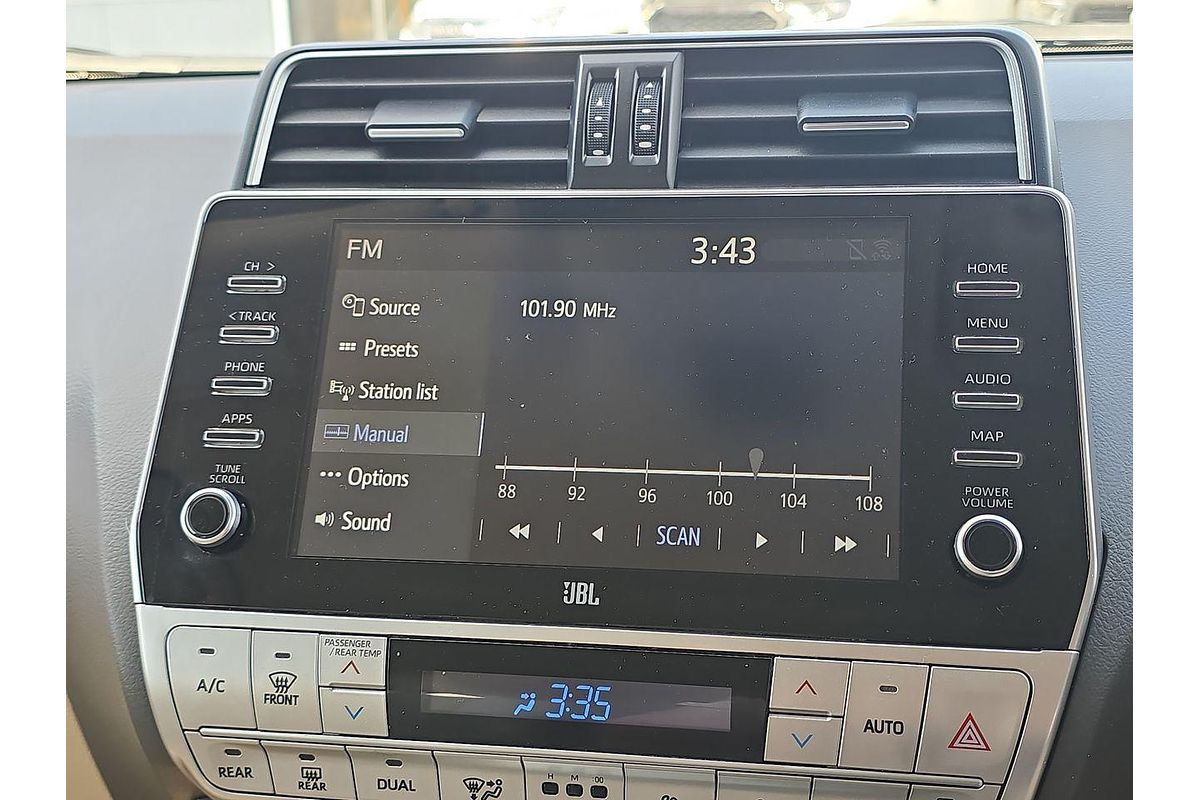 FM 3:43
CH >
< TRACK
PHONE
APPS
TUNE
SCROLL
Source
Presets
Station list
Manual
Options
Sound
101.90 MHz
88 92 96 100 104 108
SCAN
HOME
MENU
AUDIO
MAP
POWER
VOLUME
JBL
A/C
FRONT
PASSENGER
/REAR TEMP
3:35
AUTO
REAR
REAR
DUAL
H M :00